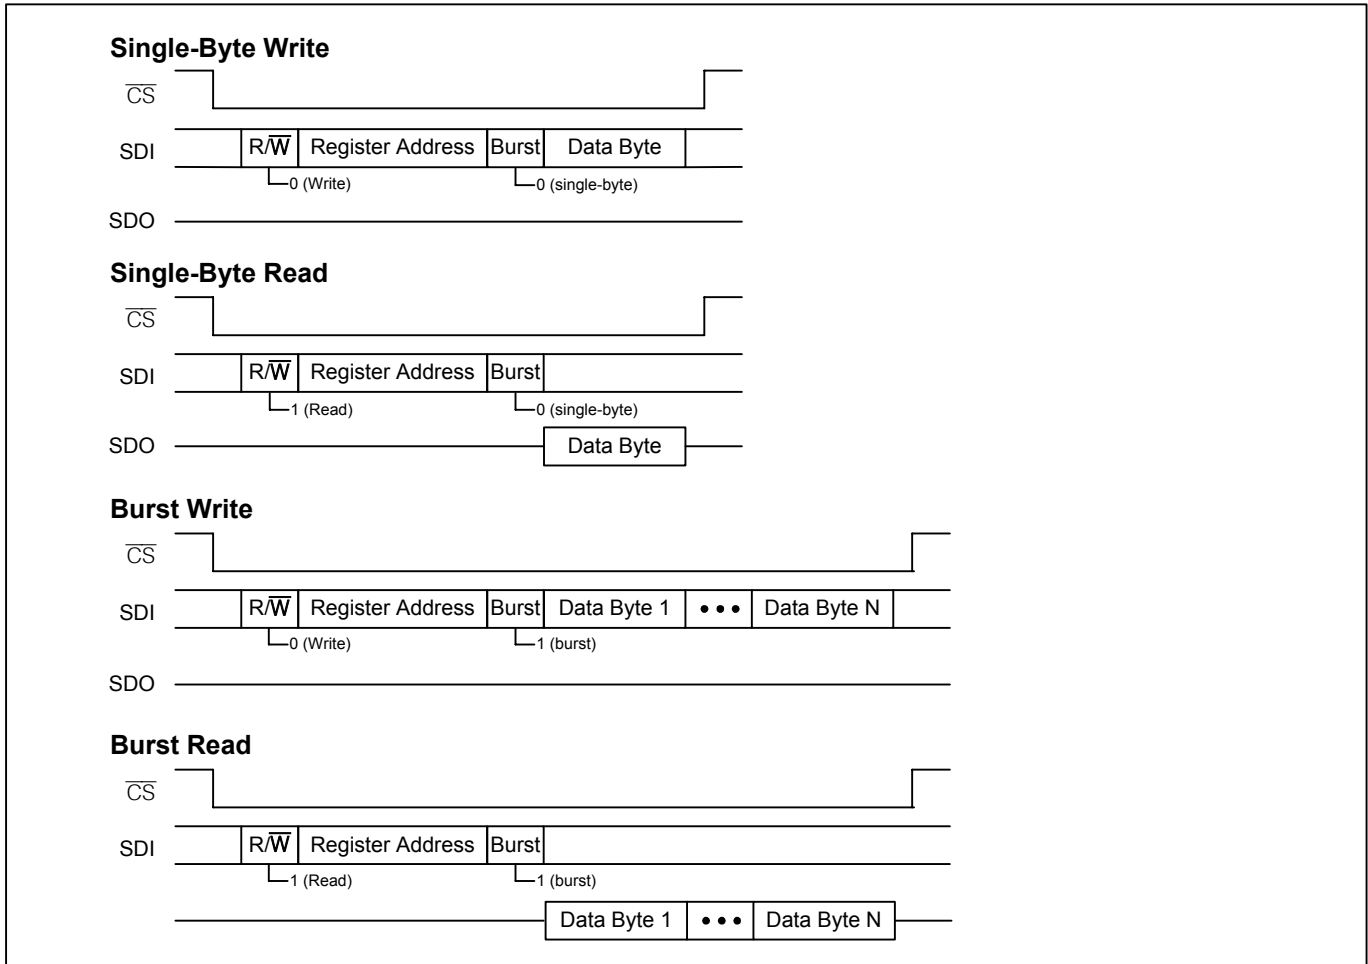 Single-Byte Write
CS
SDI R/W Register Address Burst Data Byte
0 (Write) 0 (single-byte)
SDO
Single-Byte Read
CS
SDI R/W Register Address Burst
1 (Read) 0 (single-byte)
SDO Data Byte
Burst Write
CS
SDI R/W Register Address Burst Data Byte 1 ••• Data Byte N
0 (Write) 1 (burst)
SDO
Burst Read
CS
SDI R/W Register Address Burst
1 (Read) 1 (burst)
Data Byte 1 ••• Data Byte N